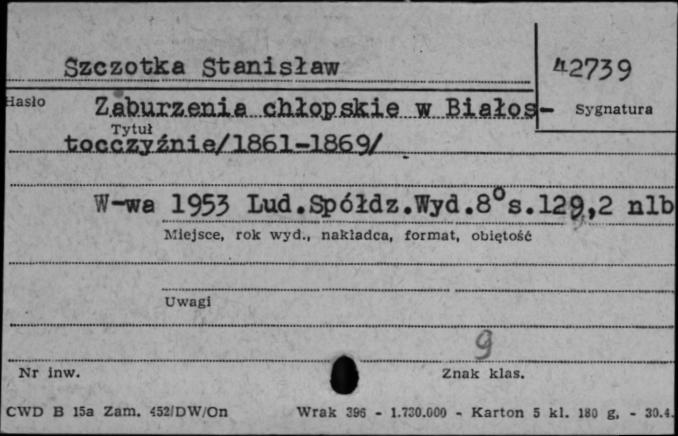 Szczotka Stanisław
42739
Hasło
Zaburzenia chłopskie w Białos-
Sygnatura
Tytuł
tocczyźnie/1861-1869/
W-wa 1953 Lud.Spółdz.Wyd.8°s.129,2 nlb
Miejsce, rok wyd., nakładca, format, objętość
Uwagi
9
Nr inw.
Znak klas.
CWD B 15a Zam. 452/DW/On
Wrak 396 - 1.730.000 - Karton 5 kl. 180 g. - 30.4.